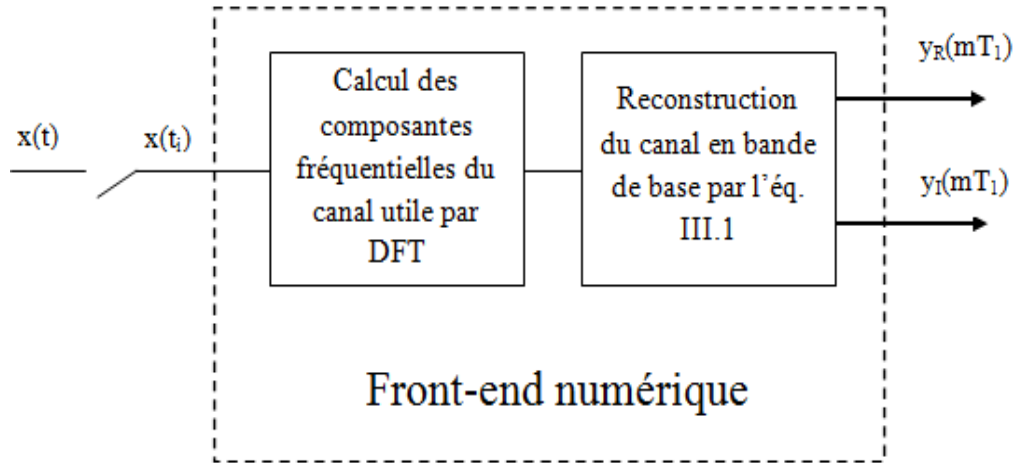 x(t)
x(tᵢ)
Calcul des
composantes
fréquentielles du
canal utile par
DFT
Reconstruction
du canal en bande
de base par l'éq.
III.1
y_R(mT₁)
y_I(mT₁)
Front-end numérique